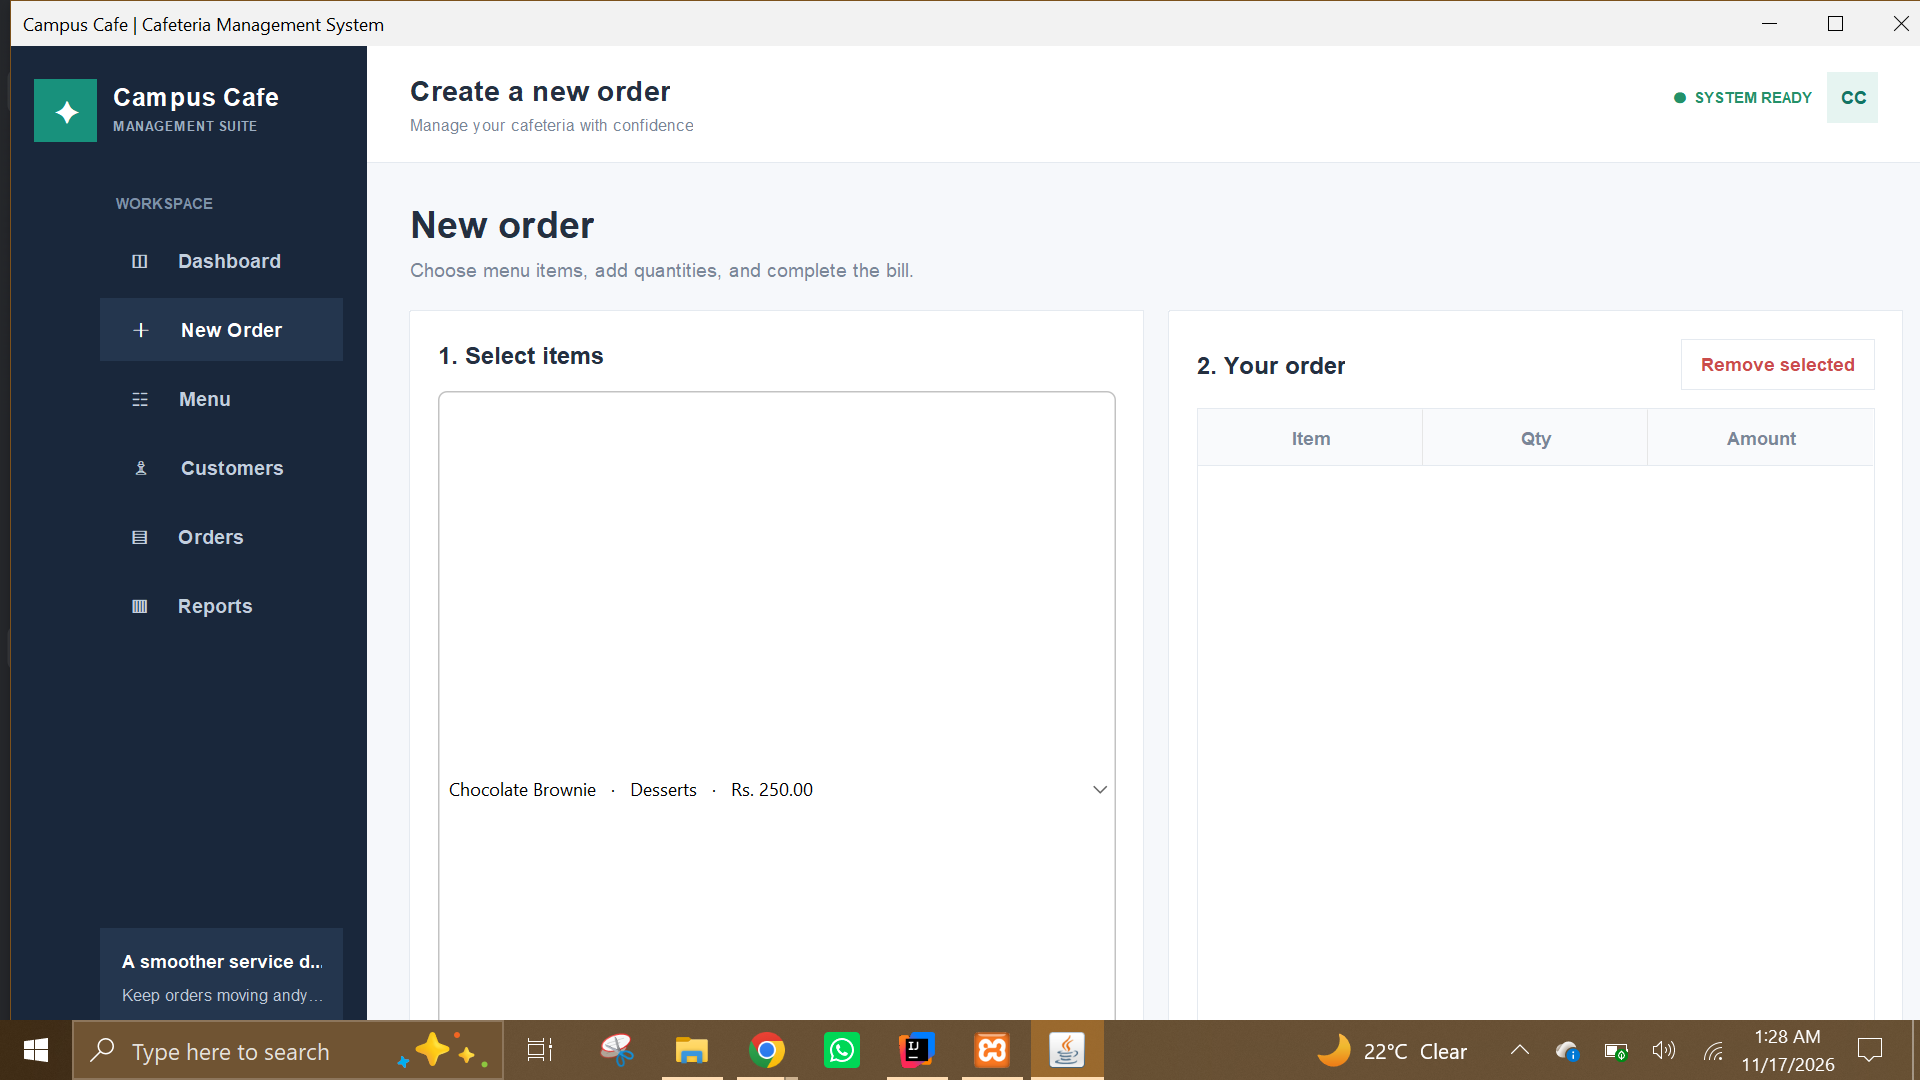 Campus Cafe | Cafeteria Management System
Campus Cafe
MANAGEMENT SUITE
WORKSPACE
Dashboard
New Order
Menu
Customers
Orders
Reports
A smoother service d...
Keep orders moving andy...
Create a new order
Manage your cafeteria with confidence
SYSTEM READY
CC
New order
Choose menu items, add quantities, and complete the bill.
1. Select items
Chocolate Brownie · Desserts · Rs. 250.00
2. Your order
Remove selected
Item Qty Amount
Type here to search
22°C Clear
1:28 AM
11/17/2026